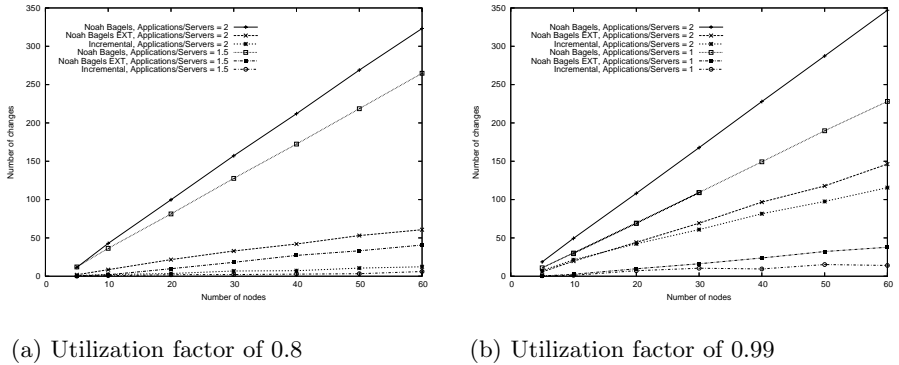 350
300
250
200
150
100
50
0
Number of changes
Noah Bagels, Applications/Servers = 2
Noah Bagels EXT, Applications/Servers = 2
Incremental, Applications/Servers = 2
Noah Bagels, Applications/Servers = 1.5
Noah Bagels EXT, Applications/Servers = 1.5
Incremental, Applications/Servers = 1.5
0 10 20 30 40 50 60
Number of nodes
(a) Utilization factor of 0.8
350
300
250
200
150
100
50
0
Number of changes
Noah Bagels, Applications/Servers = 2
Noah Bagels EXT, Applications/Servers = 2
Incremental, Applications/Servers = 2
Noah Bagels, Applications/Servers = 1
Noah Bagels EXT, Applications/Servers = 1
Incremental, Applications/Servers = 1
0 10 20 30 40 50 60
Number of nodes
(b) Utilization factor of 0.99